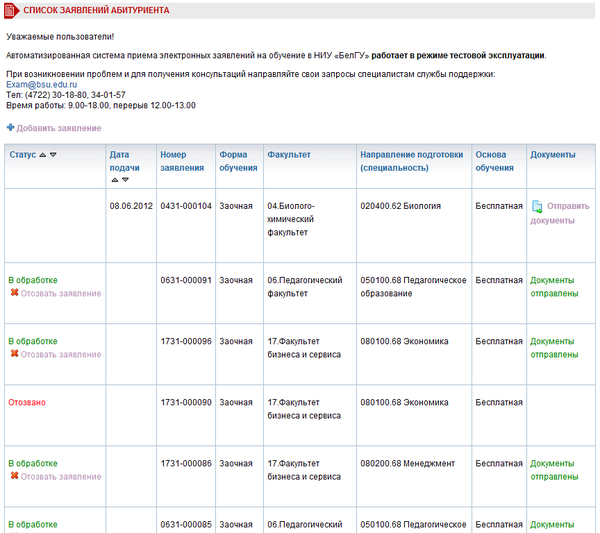 СПИСОК ЗАЯВЛЕНИЙ АБИТУРИЕНТА
Уважаемые пользователи!
Автоматизированная система приема электронных заявлений на обучение в НИУ «БелГУ» работает в режиме тестовой эксплуатации.
При возникновении проблем и для получения консультаций направляйте свои запросы специалистам службы поддержки:
Exam@bsu.edu.ru
Тел: (4722) 30-18-80, 34-01-57
Время работы: 9.00-18.00, перерыв 12.00-13.00
Добавить заявление
Статус Дата подачи Номер заявления Форма обучения Факультет Направление подготовки (специальность) Основа обучения Документы
08.06.2012 0431-000104 Заочная 04.Биолого-химический факультет 020400.62 Биология Бесплатная Отправить документы
В обработке Отозвать заявление 0631-000091 Заочная 06.Педагогический факультет 050100.68 Педагогическое образование Бесплатная Документы отправлены
В обработке Отозвать заявление 1731-000096 Заочная 17.Факультет бизнеса и сервиса 080100.68 Экономика Бесплатная Документы отправлены
Отозвано 1731-000090 Заочная 17.Факультет бизнеса и сервиса 080100.68 Экономика Бесплатная
В обработке Отозвать заявление 1731-000086 Заочная 17.Факультет бизнеса и сервиса 080200.68 Менеджмент Бесплатная Документы отправлены
В обработке 0631-000085 Заочная 06.Педагогический 050100.68 Педагогическое Бесплатная Документы